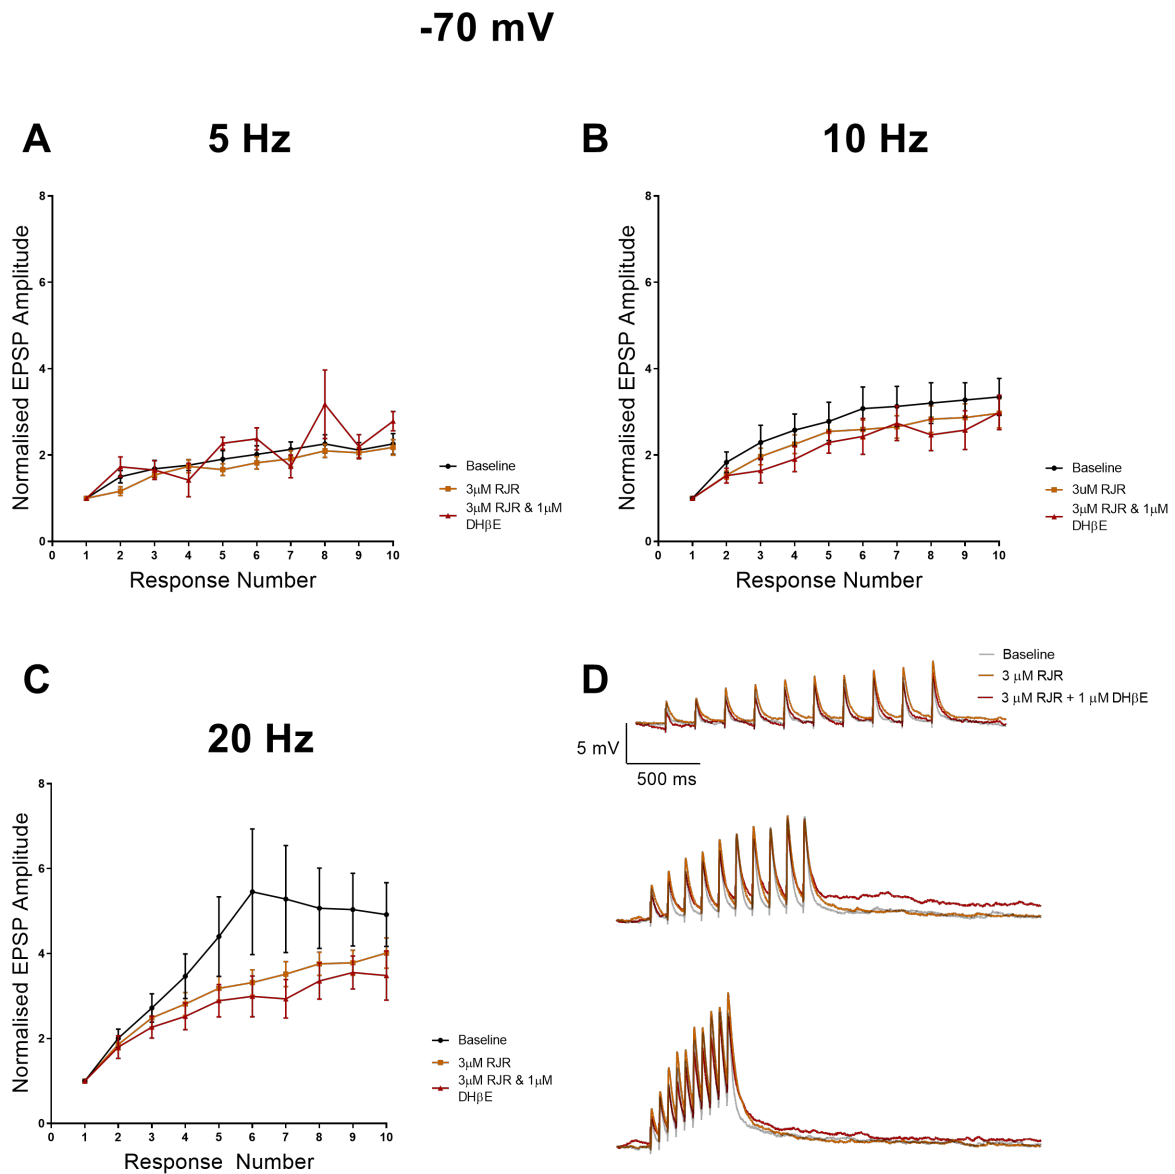 -70 mV
A
5 Hz
Normalised EPSP Amplitude
8
6
4
2
0
0 1 2 3 4 5 6 7 8 9 10
Response Number
Baseline
3μM RJR
3μM RJR & 1μM
DHβE
B
10 Hz
Normalised EPSP Amplitude
8
6
4
2
0
0 1 2 3 4 5 6 7 8 9 10
Response Number
Baseline
3uM RJR
3μM RJR & 1μM
DHβE
C
20 Hz
Normalised EPSP Amplitude
8
6
4
2
0
0 1 2 3 4 5 6 7 8 9 10
Response Number
Baseline
3μM RJR
3μM RJR & 1μM
DHβE
D
Baseline
3 μM RJR
3 μM RJR + 1 μM DHβE
5 mV
500 ms